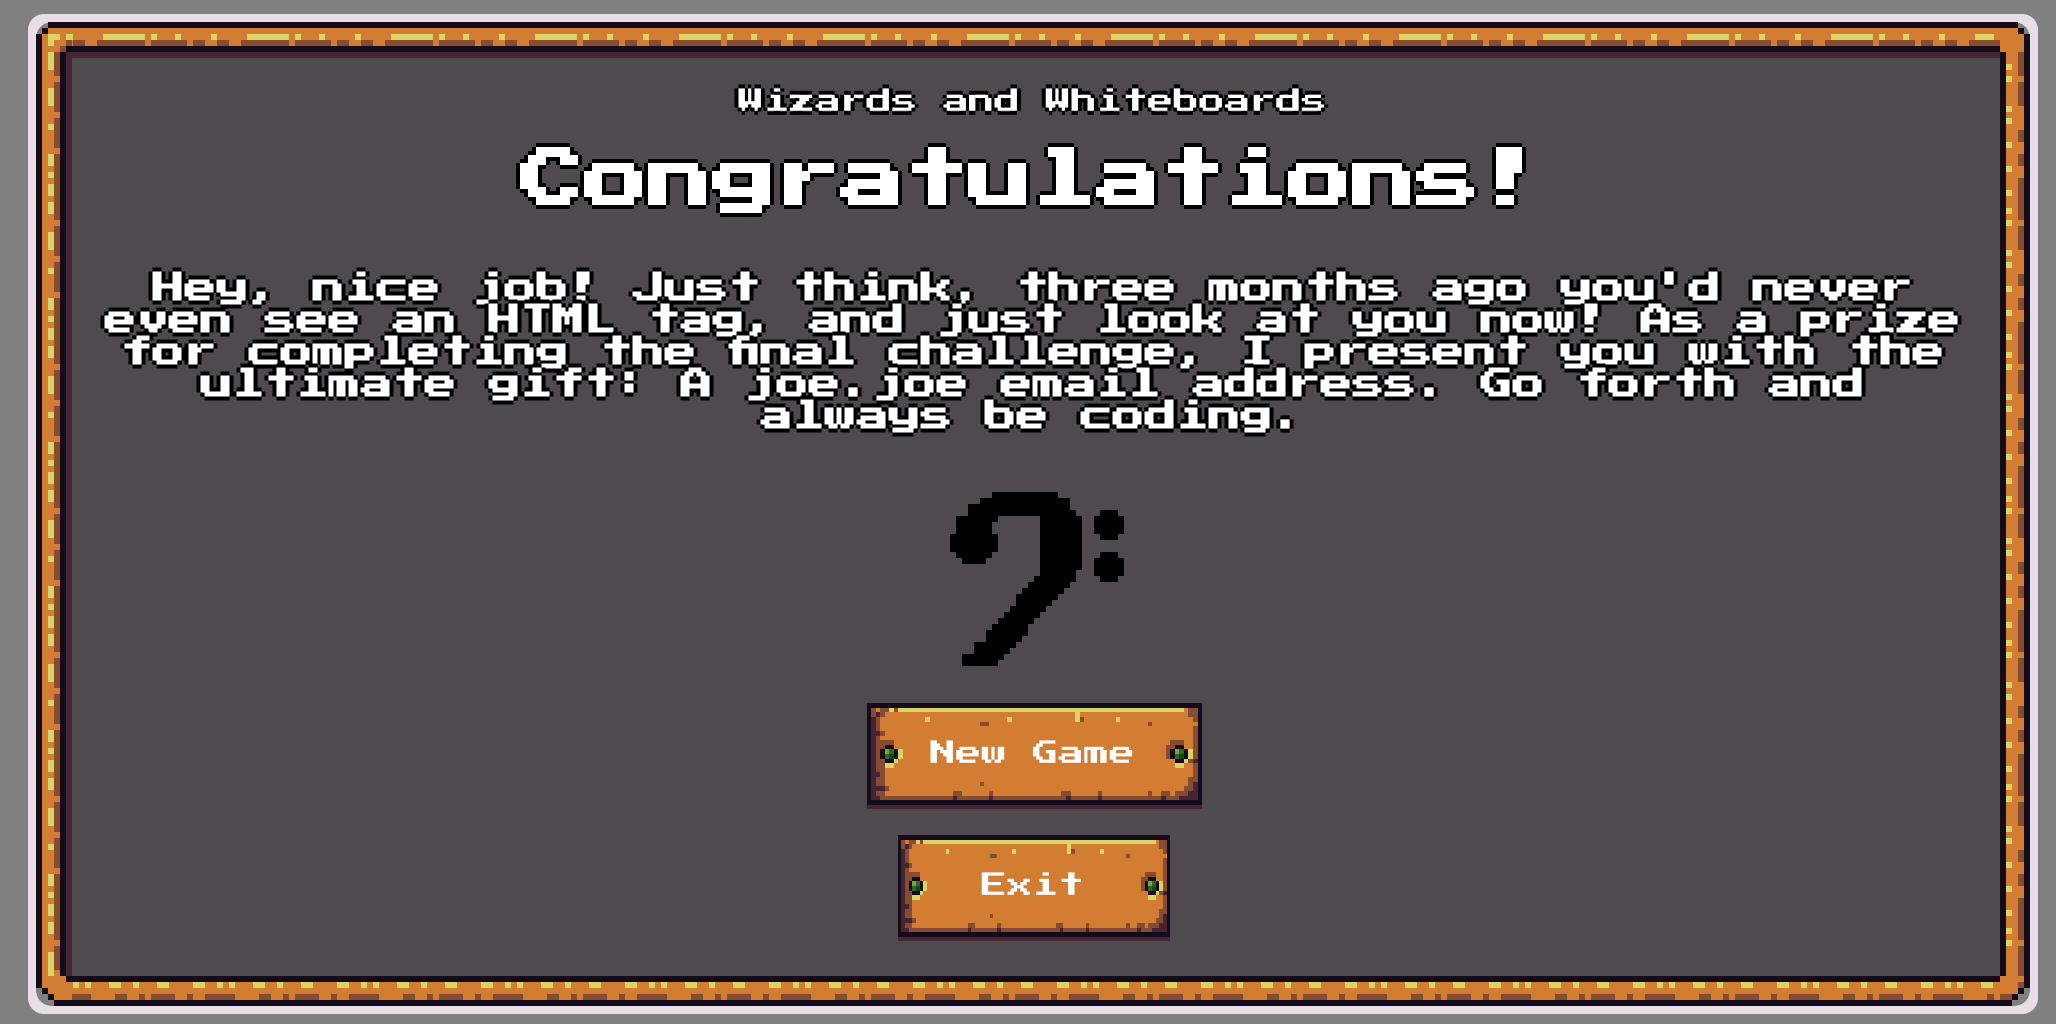 Wizards and Whiteboards
Congratulations!
Hey, nice job! Just think, three months ago you'd never
even see an HTML tag, and just look at you now! As a prize
for completing the final challenge, I present you with the
ultimate gift: A joe.joe email address. Go forth and
always be coding.
New Game
Exit